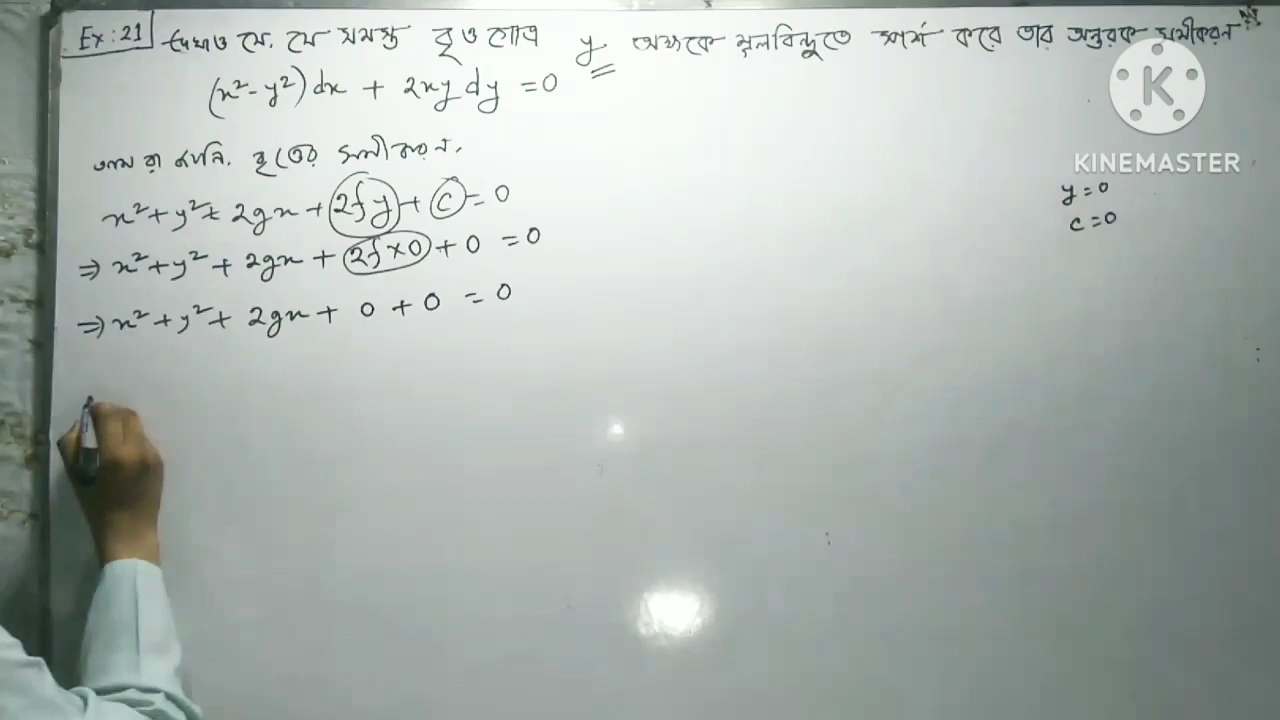 Ex: 21 দেখাও যে, যে সমস্ত বৃত্ত গোত্র y অক্ষকে মূলবিন্দুতে স্পর্শ করে তার অন্তরক সমীকরণ
(x² - y²) dx + 2xy dy = 0
আমরা জানি, বৃত্তের সমীকরণ,
x² + y² + 2gx + 2fy + c = 0
⇒ x² + y² + 2gx + 2f×0 + 0 = 0
⇒ x² + y² + 2gx + 0 + 0 = 0
y = 0
c = 0
K
KINEMASTER